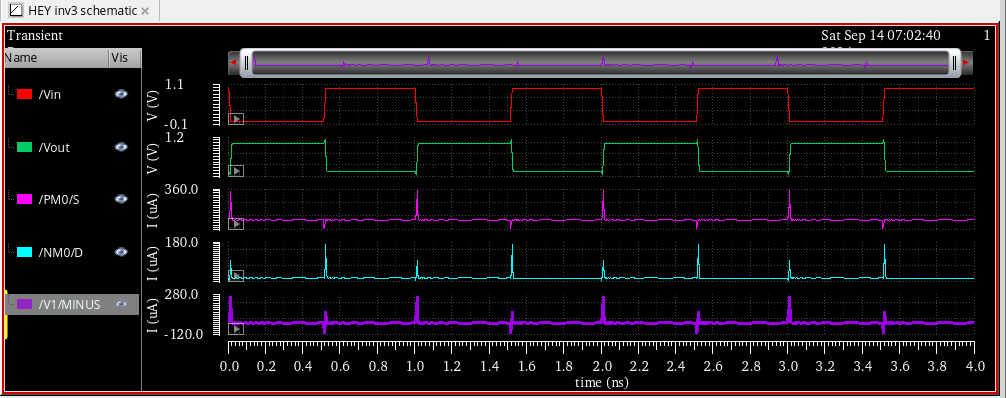 HEY inv3 schematic
Transient
Sat Sep 14 07:02:40
1
Name
Vis
/Vin
/Vout
/PM0/S
/NM0/D
/V1/MINUS
V (V)
1.1
-0.1
V (V)
1.2
I (uA)
360.0
I (uA)
180.0
I (uA)
280.0
-120.0
0.0 0.2 0.4 0.6 0.8 1.0 1.2 1.4 1.6 1.8 2.0 2.2 2.4 2.6 2.8 3.0 3.2 3.4 3.6 3.8 4.0
time (ns)